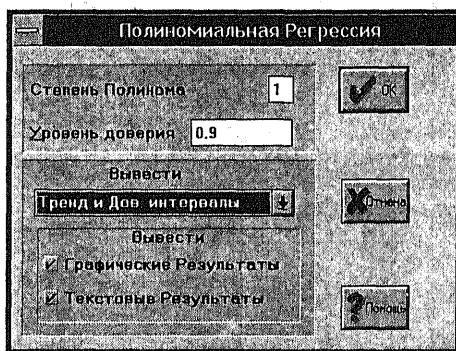 Полиномиальная Регрессия
Степень Полинома 1
Уровень доверия 0.9
Вывести
Тренд и Дов. интервалы
Вывести
Графические Результаты
Текстовые Результаты
OK
Отмена
Помощь